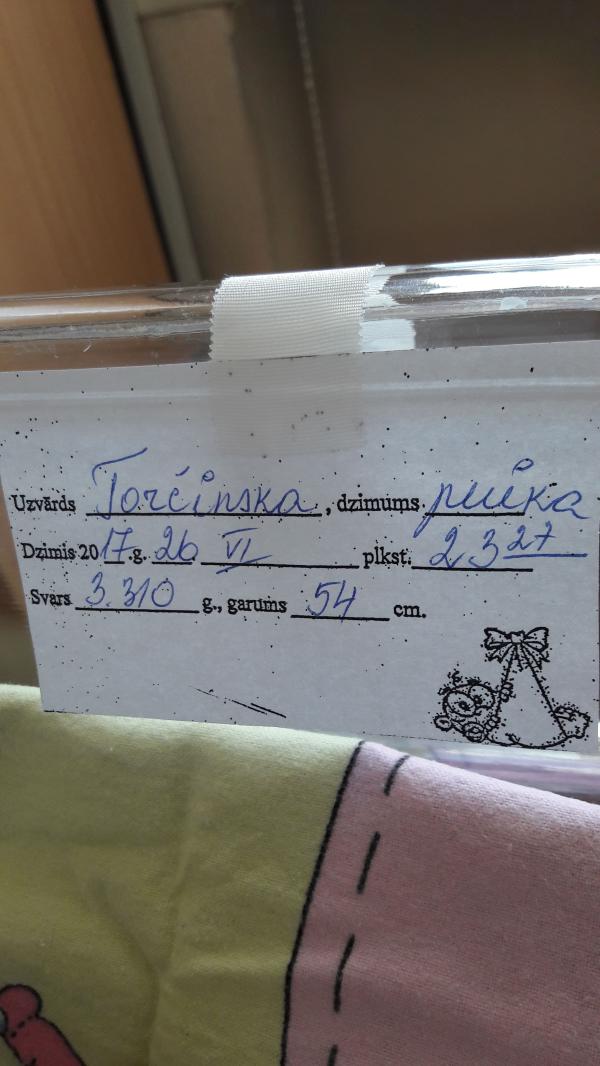 Uzvārds Torčinska, dzimums puika
Dzimis 2017.g. 26 VI plkst. 23 27
Svars 3.310 g., garums 54 cm.